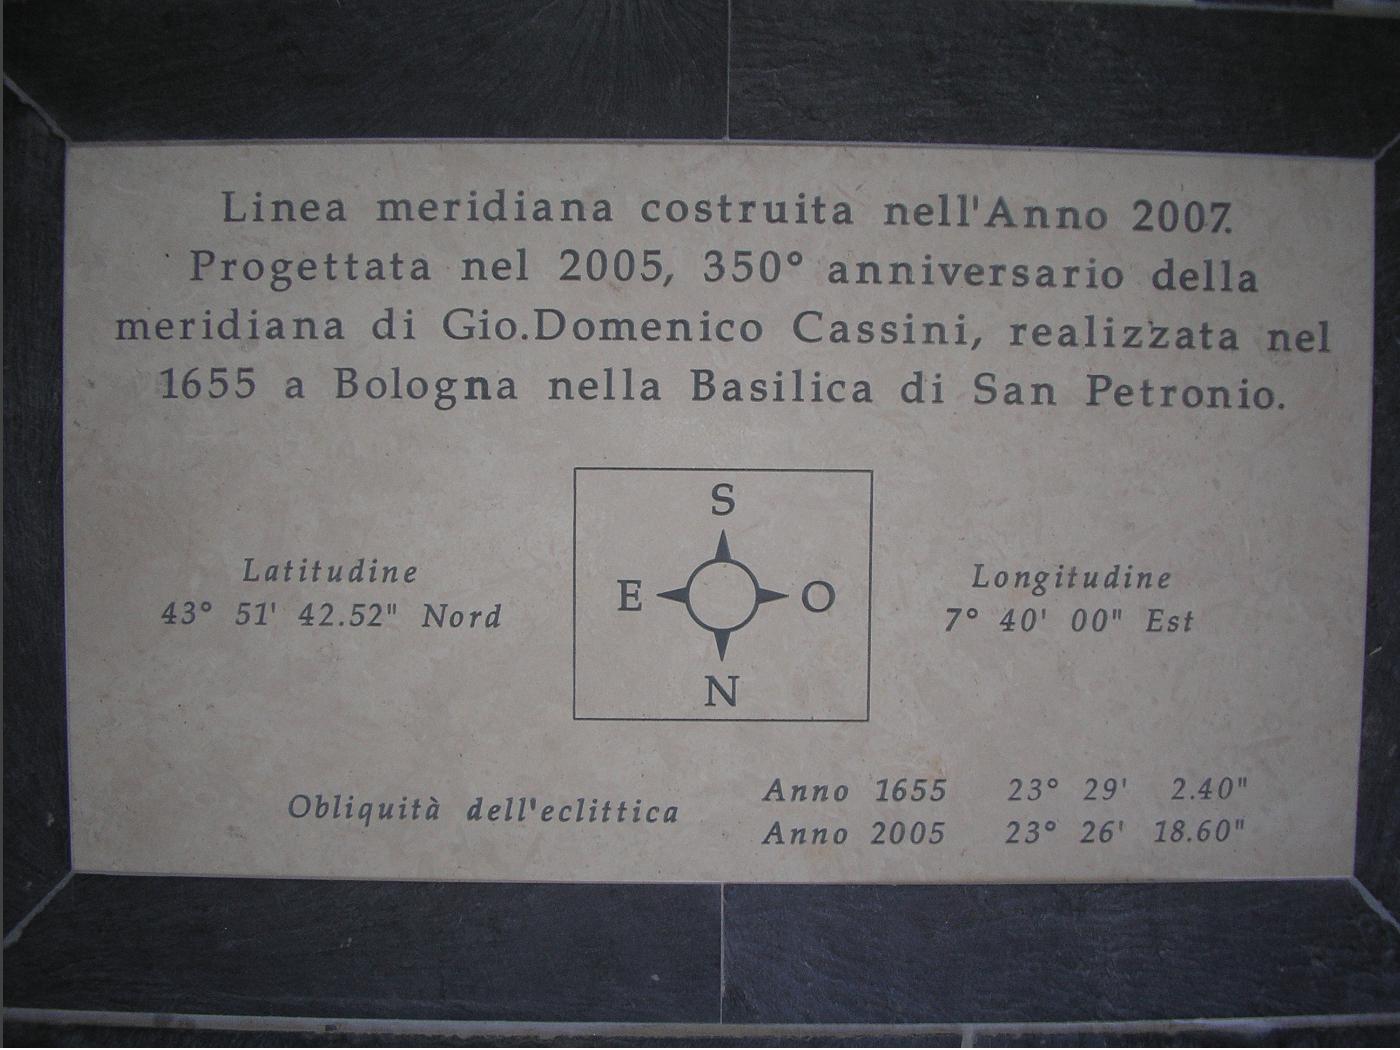 Linea meridiana costruita nell'Anno 2007.
Progettata nel 2005, 350° anniversario della
meridiana di Gio.Domenico Cassini, realizzata nel
1655 a Bologna nella Basilica di San Petronio.
S
E O
N
Latitudine
43° 51' 42.52" Nord
Longitudine
7° 40' 00" Est
Obliquità dell'eclittica
Anno 1655 23° 29' 2.40"
Anno 2005 23° 26' 18.60"